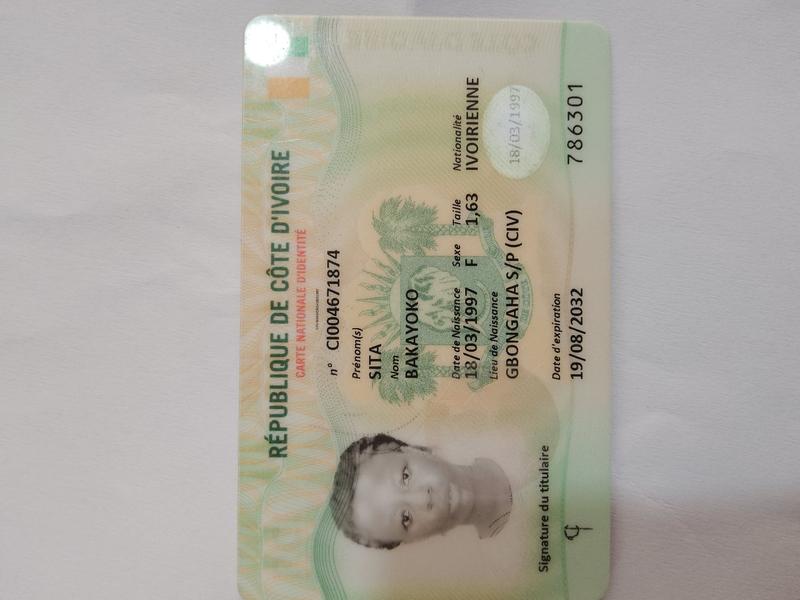 RÉPUBLIQUE DE CÔTE D'IVOIRE
CARTE NATIONALE D'IDENTITÉ
n° CI004671874
Prénom(s)
SITA
Nom
BAKAYOKO
Date de Naissance Sexe Taille Nationalité
18/03/1997 F 1,63 IVOIRIENNE
Lieu de Naissance
GBONGAHA S/P (CIV)
18/03/1997
Date d'expiration
19/08/2032
786301
Signature du titulaire